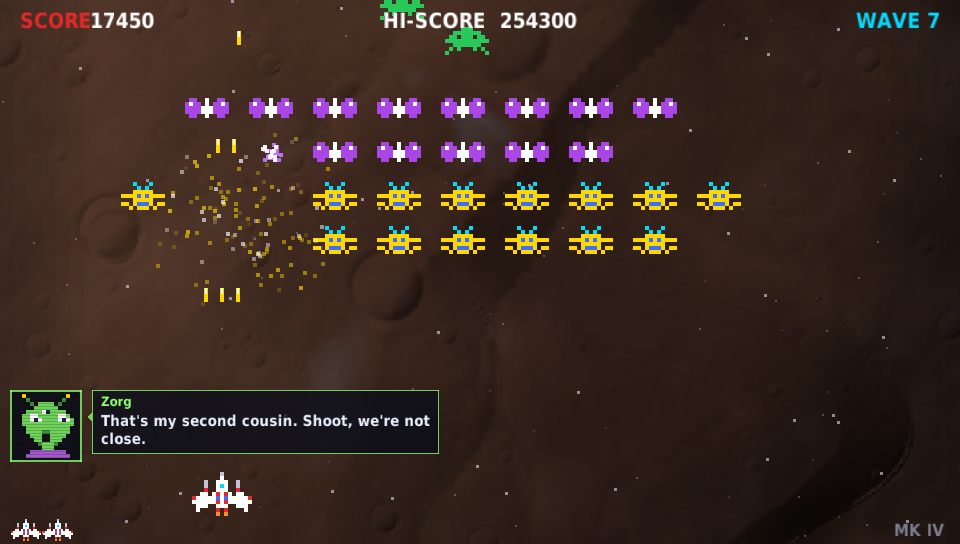 SCORE17450 HI-SCORE 254300 WAVE 7
Zorg
That's my second cousin. Shoot, we're not
close.
MK IV